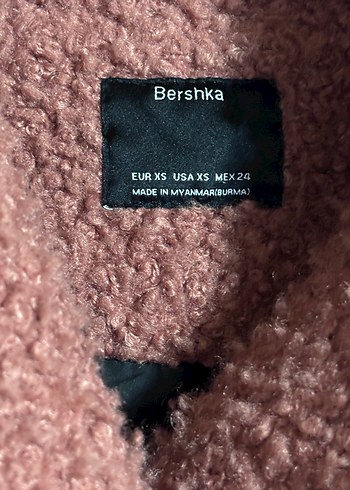 Bershka
EUR XS USA XS MEX 24
MADE IN MYANMAR(BURMA)